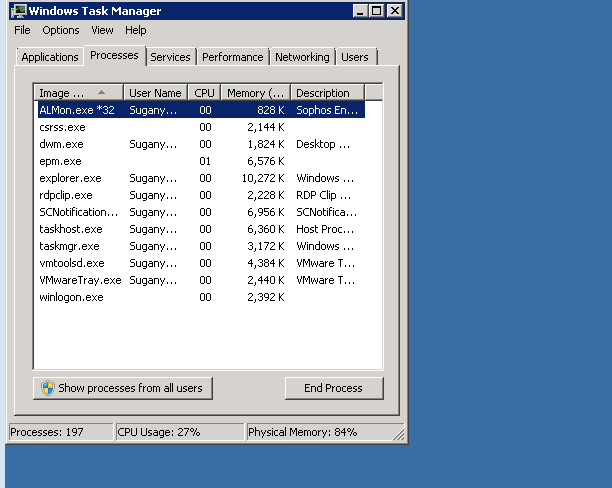 Windows Task Manager
File Options View Help
Applications Processes Services Performance Networking Users
Image ... User Name CPU Memory (... Description
ALMon.exe *32 Sugany... 00 828 K Sophos En...
csrss.exe 00 2,144 K
dwm.exe Sugany... 00 1,824 K Desktop ...
epm.exe 01 6,576 K
explorer.exe Sugany... 00 10,272 K Windows ...
rdpclip.exe Sugany... 00 2,228 K RDP Clip ...
SCNotification... Sugany... 00 6,956 K SCNotifica...
taskhost.exe Sugany... 00 6,360 K Host Proc...
taskmgr.exe Sugany... 00 3,172 K Windows ...
vmtoolsd.exe Sugany... 00 4,384 K VMware T...
VMwareTray.exe Sugany... 00 2,440 K VMware T...
winlogon.exe 00 2,392 K
Show processes from all users End Process
Processes: 197 CPU Usage: 27% Physical Memory: 84%